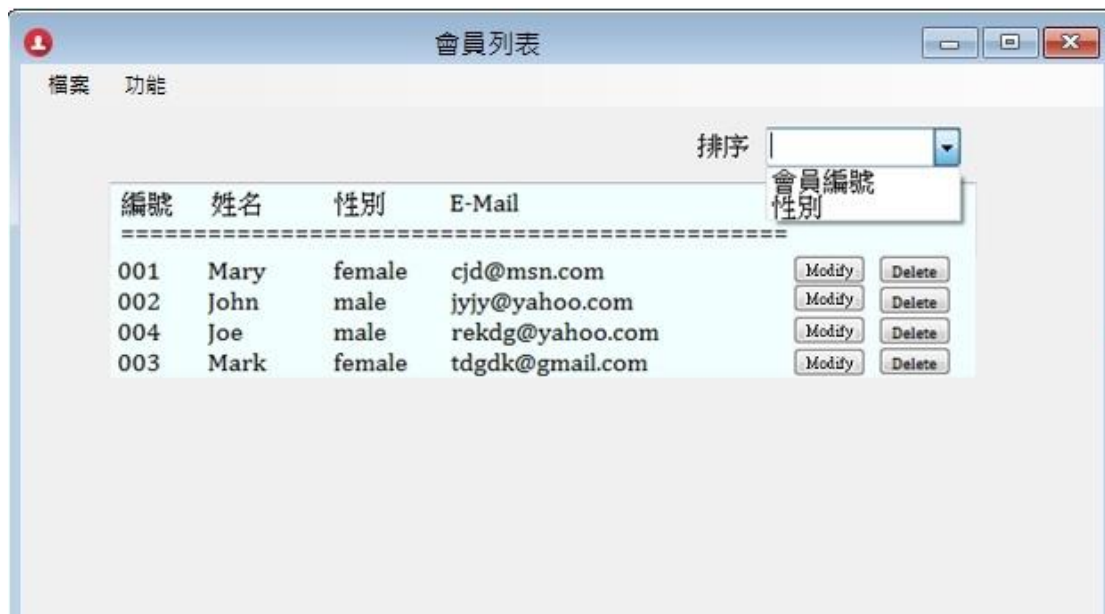 會員列表
檔案 功能
排序
會員編號
性別
編號 姓名 性別 E-Mail
==============================================
001 Mary female cjd@msn.com Modify Delete
002 John male jyjy@yahoo.com Modify Delete
004 Joe male rekdg@yahoo.com Modify Delete
003 Mark female tdgdk@gmail.com Modify Delete